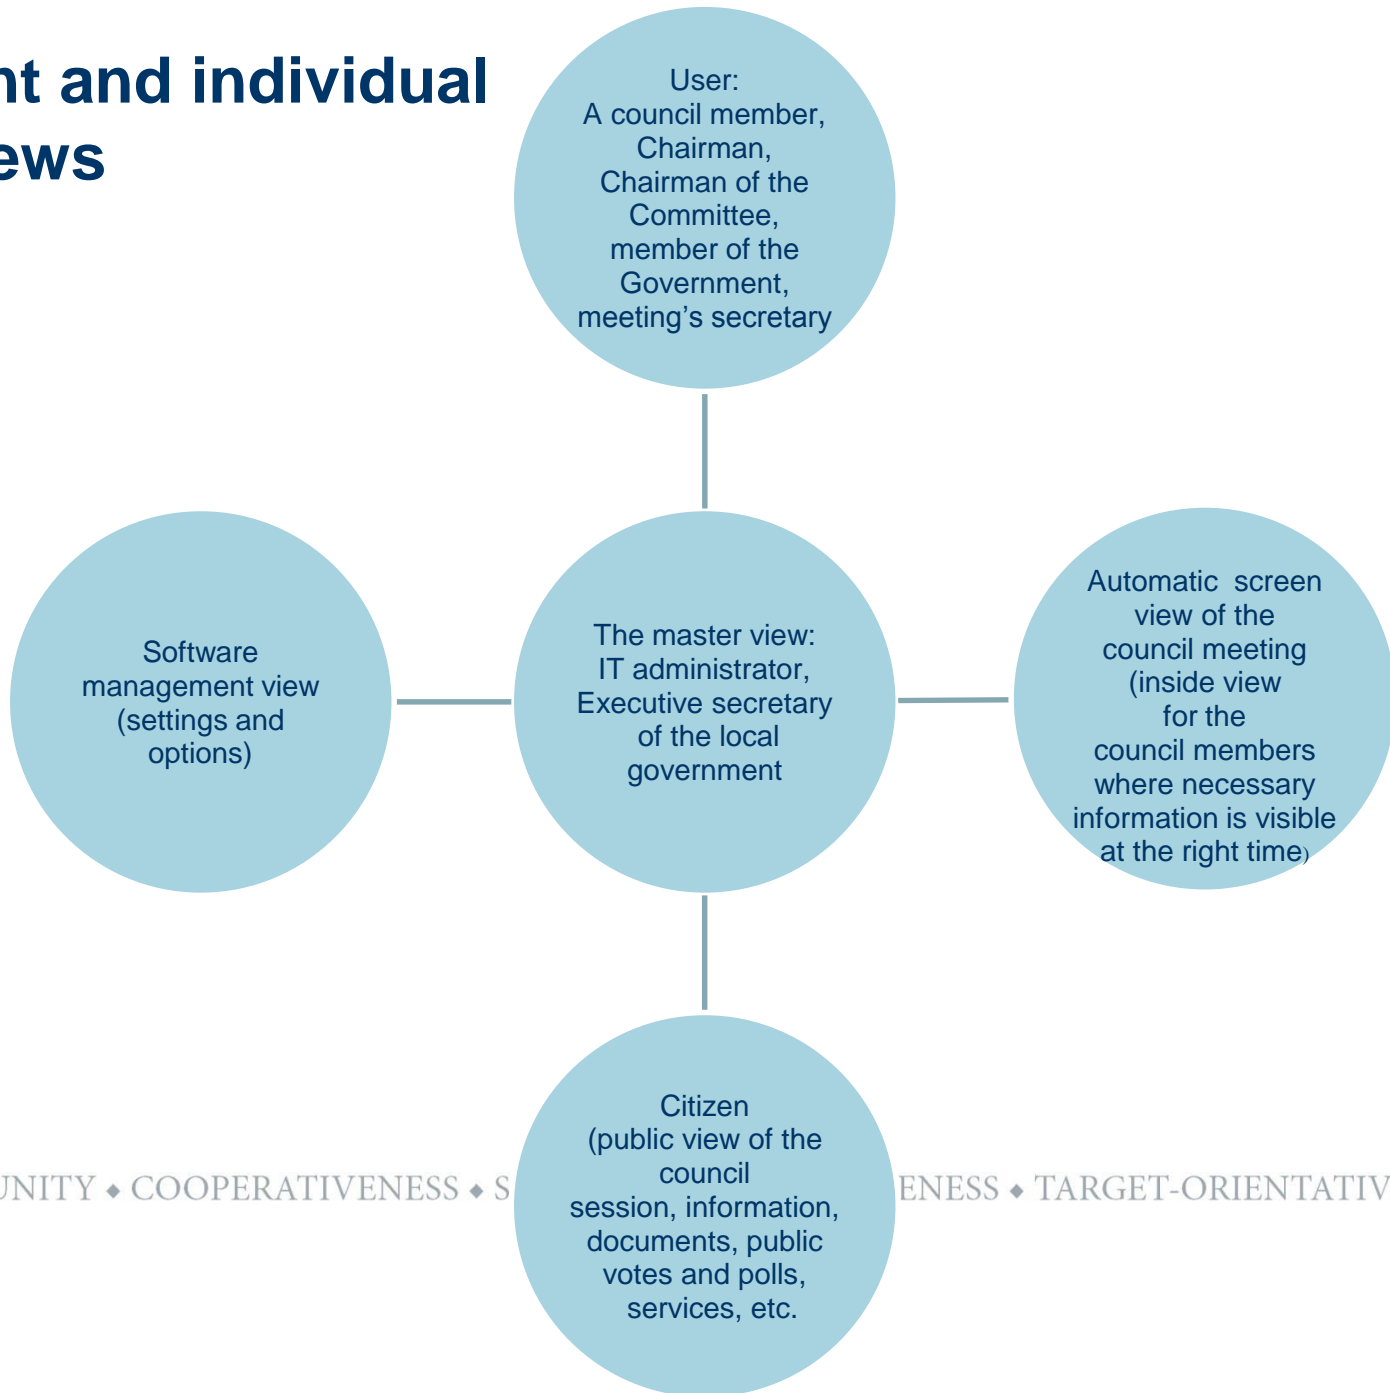 and individual
User:
A council member,
Chairman,
Chairman of the
Committee,
member of the
Government,
meeting’s secretary
Software
management view
(settings and
options)
The master view:
IT administrator,
Executive secretary
of the local
government
Automatic screen
view of the
council meeting
(inside view
for the
council members
where necessary
information is visible
at the right time)
Citizen
(public view of the
council
session, information,
documents, public
votes and polls,
services, etc.
UNITY ◆ COOPERATIVENESS ◆ S
ENESS ◆ TARGET-ORIENTATIV